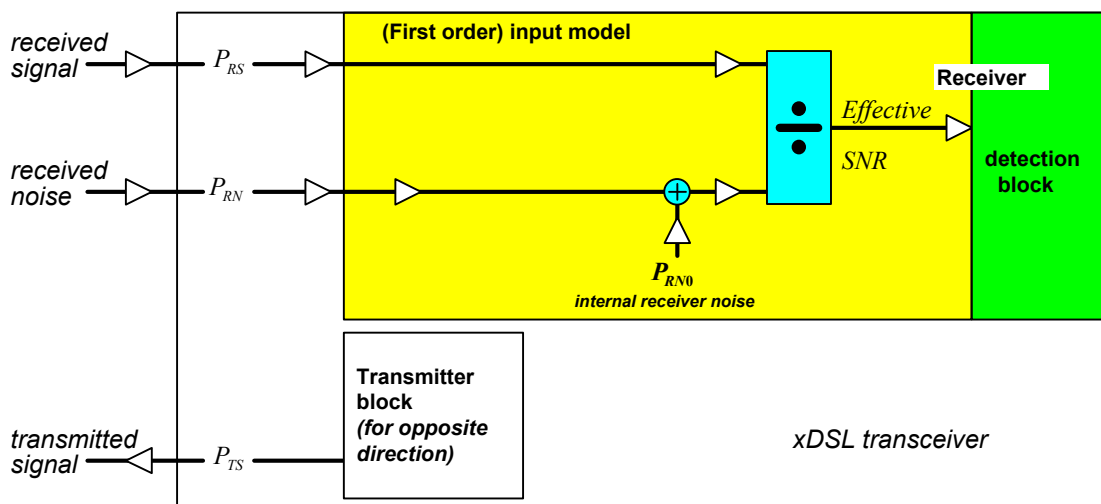 received
signal
P_RS
(First order) input model
Receiver
Effective
SNR
detection
block
received
noise
P_RN
P_RN0
internal receiver noise
Transmitter
block
(for opposite
direction)
transmitted
signal
P_TS
xDSL transceiver